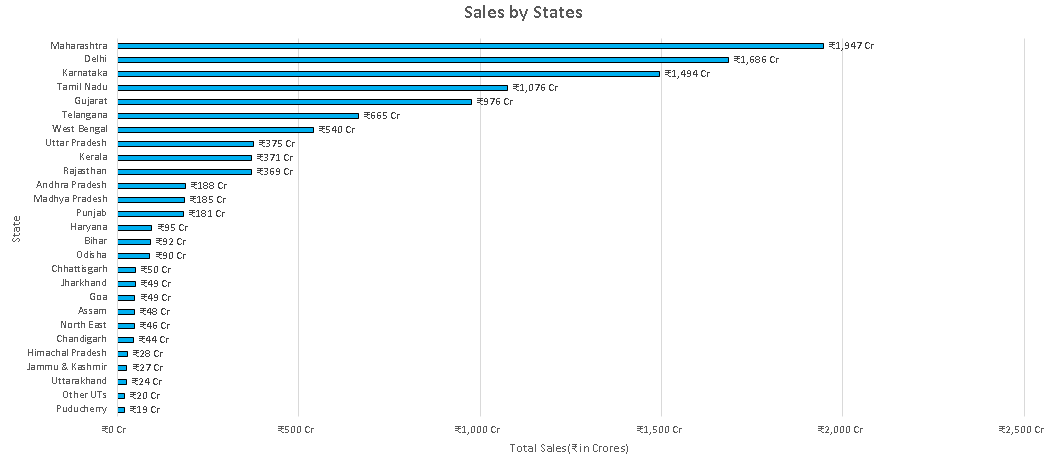 Sales by States
State
Maharashtra ₹1,947 Cr
Delhi ₹1,686 Cr
Karnataka ₹1,494 Cr
Tamil Nadu ₹1,076 Cr
Gujarat ₹976 Cr
Telangana ₹665 Cr
West Bengal ₹540 Cr
Uttar Pradesh ₹375 Cr
Kerala ₹371 Cr
Rajasthan ₹369 Cr
Andhra Pradesh ₹188 Cr
Madhya Pradesh ₹185 Cr
Punjab ₹181 Cr
Haryana ₹95 Cr
Bihar ₹92 Cr
Odisha ₹90 Cr
Chhattisgarh ₹50 Cr
Jharkhand ₹49 Cr
Goa ₹49 Cr
Assam ₹48 Cr
North East ₹46 Cr
Chandigarh ₹44 Cr
Himachal Pradesh ₹28 Cr
Jammu & Kashmir ₹27 Cr
Uttarakhand ₹24 Cr
Other UTs ₹20 Cr
Puducherry ₹19 Cr
₹0 Cr ₹500 Cr ₹1,000 Cr ₹1,500 Cr ₹2,000 Cr ₹2,500 Cr
Total Sales(₹ in Crores)